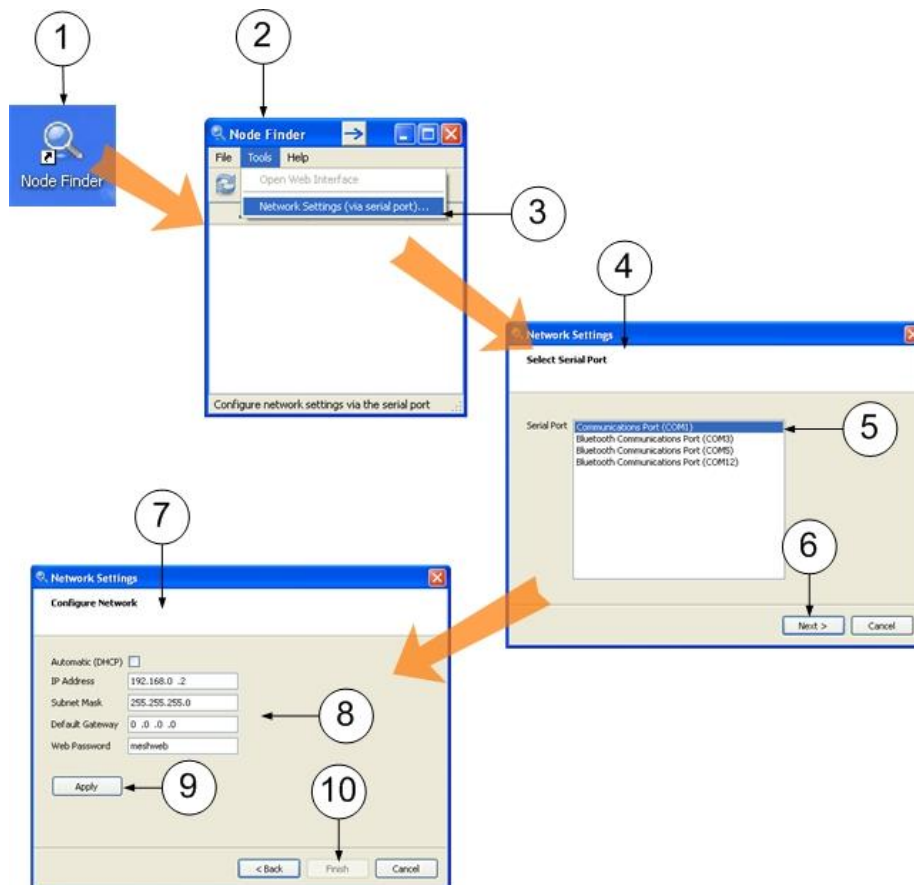 1
2
Node Finder
Node Finder
File Tools Help
Open Web Interface
Network Settings (via serial port)...
3
Configure network settings via the serial port
4
Network Settings
Select Serial Port
Serial Port
Communications Port (COM1)
Bluetooth Communications Port (COM3)
Bluetooth Communications Port (COM5)
Bluetooth Communications Port (COM12)
5
6
Next > Cancel
7
Network Settings
Configure Network
Automatic (DHCP)
IP Address 192.168.0 .2
Subnet Mask 255.255.255.0
Default Gateway 0 .0 .0 .0
Web Password meshweb
8
Apply
9
10
< Back Finish Cancel